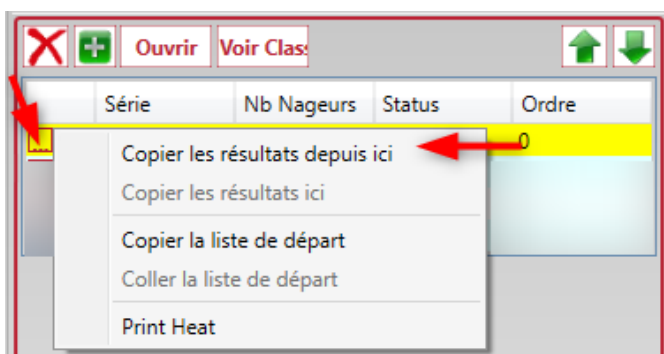 Ouvrir Voir Clas
Série Nb Nageurs Status Ordre
... 0
Copier les résultats depuis ici
Copier les résultats ici
Copier la liste de départ
Coller la liste de départ
Print Heat